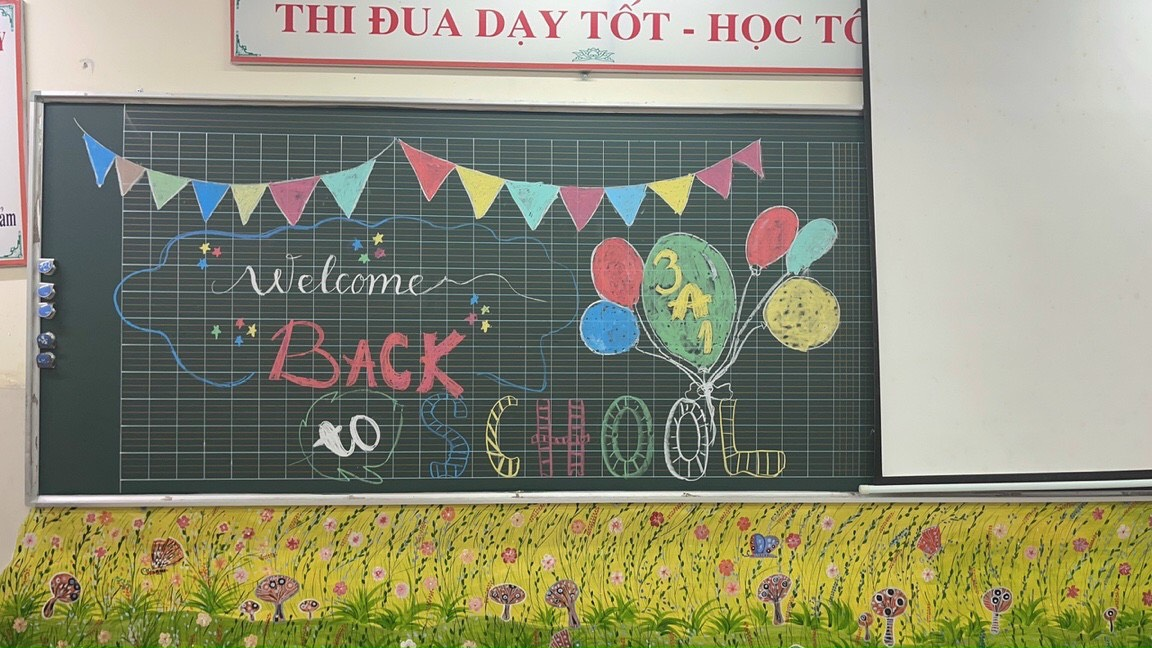 THI ĐUA DẠY TỐT - HỌC TỐ
Welcome
BACK
to SCHOOL
3A1